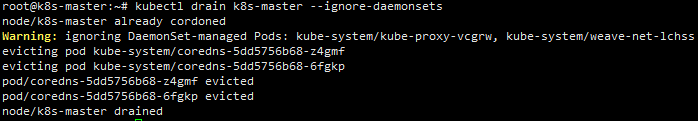 root@k8s-master:~# kubectl drain k8s-master --ignore-daemonsets
node/k8s-master already cordoned
Warning: ignoring DaemonSet-managed Pods: kube-system/kube-proxy-vcgrw, kube-system/weave-net-lchss
evicting pod kube-system/coredns-5dd5756b68-z4gmf
evicting pod kube-system/coredns-5dd5756b68-6fgkp
pod/coredns-5dd5756b68-z4gmf evicted
pod/coredns-5dd5756b68-6fgkp evicted
node/k8s-master drained